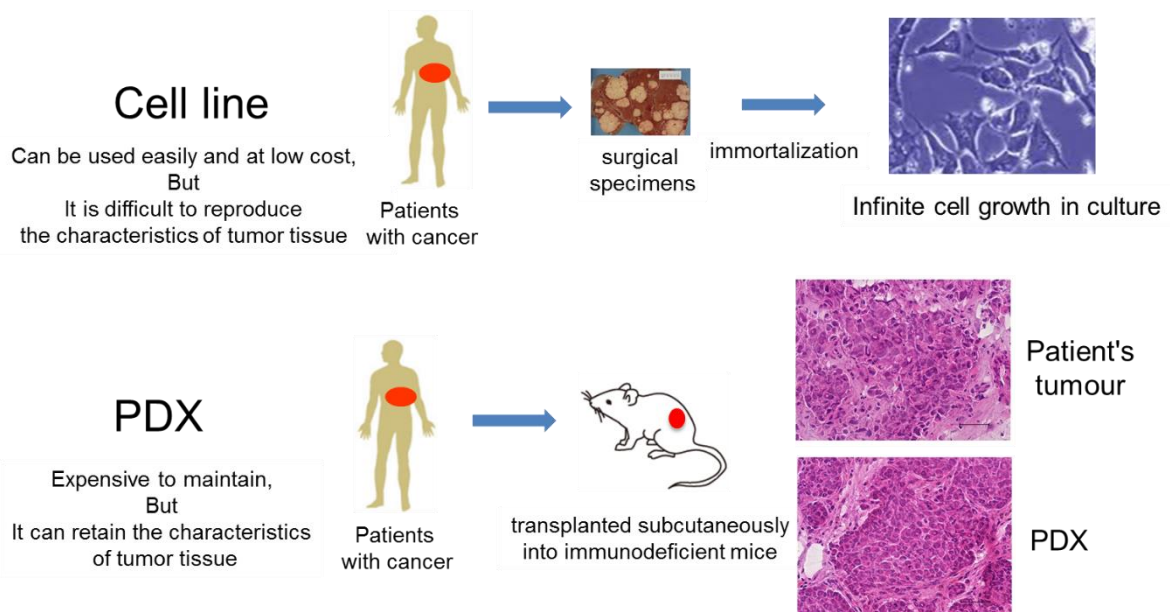 Cell line
Can be used easily and at low cost,
But
It is difficult to reproduce
the characteristics of tumor tissue
Patients
with cancer
surgical
specimens
immortalization
Infinite cell growth in culture
PDX
Expensive to maintain,
But
It can retain the characteristics
of tumor tissue
Patients
with cancer
transplanted subcutaneously
into immunodeficient mice
Patient's
tumour
PDX